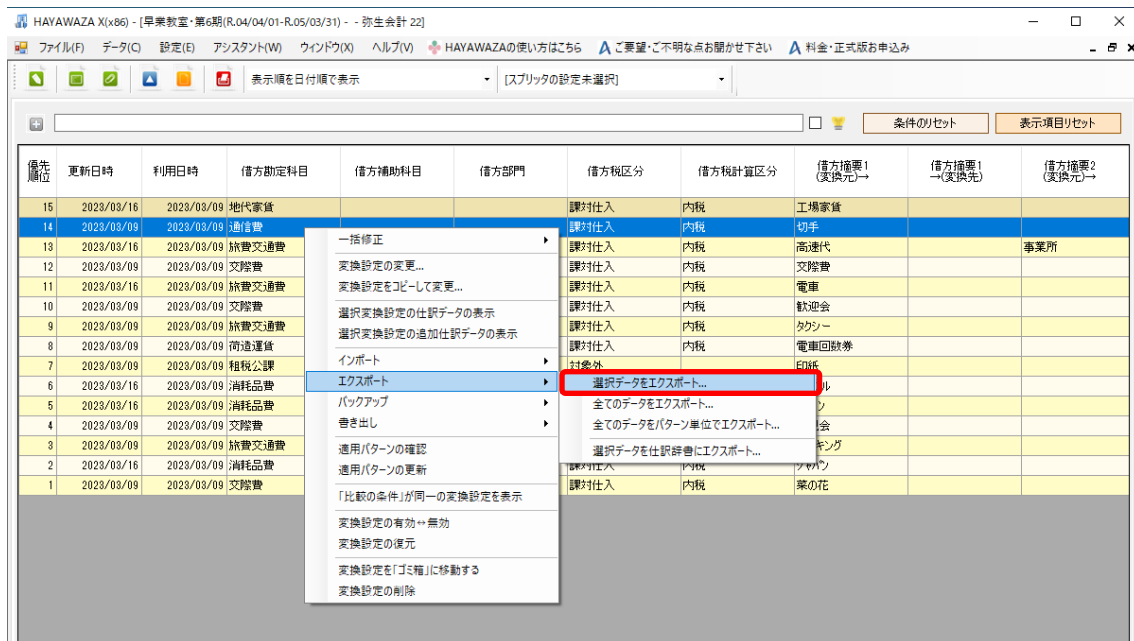 HAYAWAZA X(x86) - [早業教室・第6期(R.04/04/01-R.05/03/31) - - 弥生会計 22]
ファイル(F) データ(C) 設定(E) アシスタント(W) ウィンドウ(X) ヘルプ(V) HAYAWAZAの使い方はこちら ご要望・ご不明な点お聞かせ下さい 料金・正式版お申込み
表示順を日付順で表示 [スプリッタの設定未選択]
条件のリセット 表示項目リセット
優先順位 更新日時 利用日時 借方勘定科目 借方補助科目 借方部門 借方税区分 借方税計算区分 借方摘要1(変換元)→ 借方摘要1→(変換先) 借方摘要2(変換元)→
15 2023/03/16 2023/03/09 地代家賃 課対仕入 内税 工場家賃
14 2023/03/09 2023/03/09 通信費 課対仕入 内税 切手
13 2023/03/16 2023/03/09 旅費交通費 課対仕入 内税 高速代 事業所
12 2023/03/09 2023/03/09 交際費 課対仕入 内税 交際費
11 2023/03/16 2023/03/09 旅費交通費 課対仕入 内税 電車
10 2023/03/09 2023/03/09 交際費 課対仕入 内税 歓迎会
9 2023/03/09 2023/03/09 旅費交通費 課対仕入 内税 タクシー
8 2023/03/09 2023/03/09 荷造運賃 課対仕入 内税 電車回数券
7 2023/03/09 2023/03/09 租税公課 対象外 印紙
6 2023/03/16 2023/03/09 消耗品費 ル
5 2023/03/16 2023/03/09 消耗品費 ン
4 2023/03/09 2023/03/09 交際費 会
3 2023/03/09 2023/03/09 旅費交通費 キング
2 2023/03/16 2023/03/09 消耗品費 課対仕入 内税 ジャパン
1 2023/03/09 2023/03/09 交際費 課対仕入 内税 菜の花
一括修正
変換設定の変更...
変換設定をコピーして変更...
選択変換設定の仕訳データの表示
選択変換設定の追加仕訳データの表示
インポート
エクスポート
バックアップ
書き出し
適用パターンの確認
適用パターンの更新
「比較の条件」が同一の変換設定を表示
変換設定の有効⇔無効
変換設定の復元
変換設定を「ゴミ箱」に移動する
変換設定の削除
選択データをエクスポート...
全てのデータをエクスポート...
全てのデータをパターン単位でエクスポート...
選択データを仕訳辞書にエクスポート...